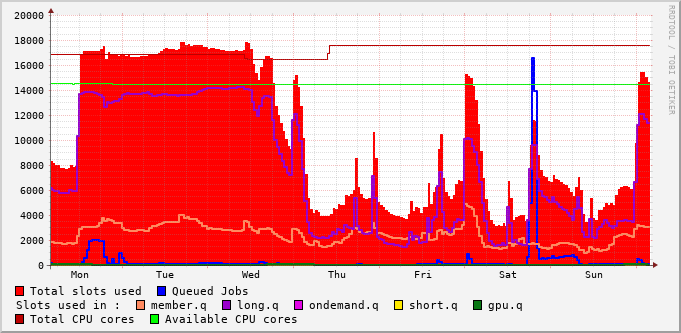 20000
18000
16000
14000
12000
10000
8000
6000
4000
2000
0
Mon Tue Wed Thu Fri Sat Sun
Total slots used Queued Jobs
Slots used in : member.q long.q ondemand.q short.q gpu.q
Total CPU cores Available CPU cores
RRDTOOL / TOBI OETIKER